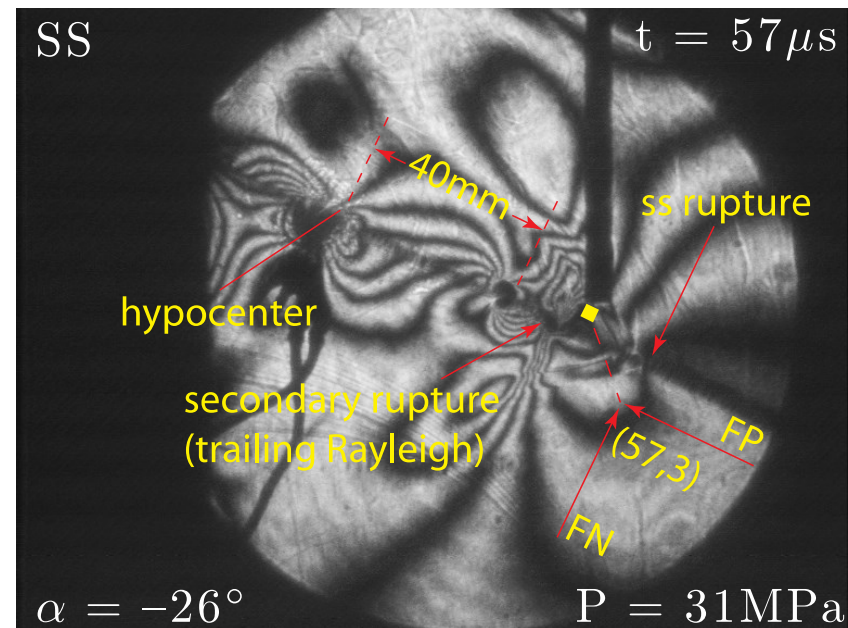 SS
t = 57μs
40mm
ss rupture
hypocenter
secondary rupture
(trailing Rayleigh)
FP
(57,3)
FN
α = −26°
P = 31MPa